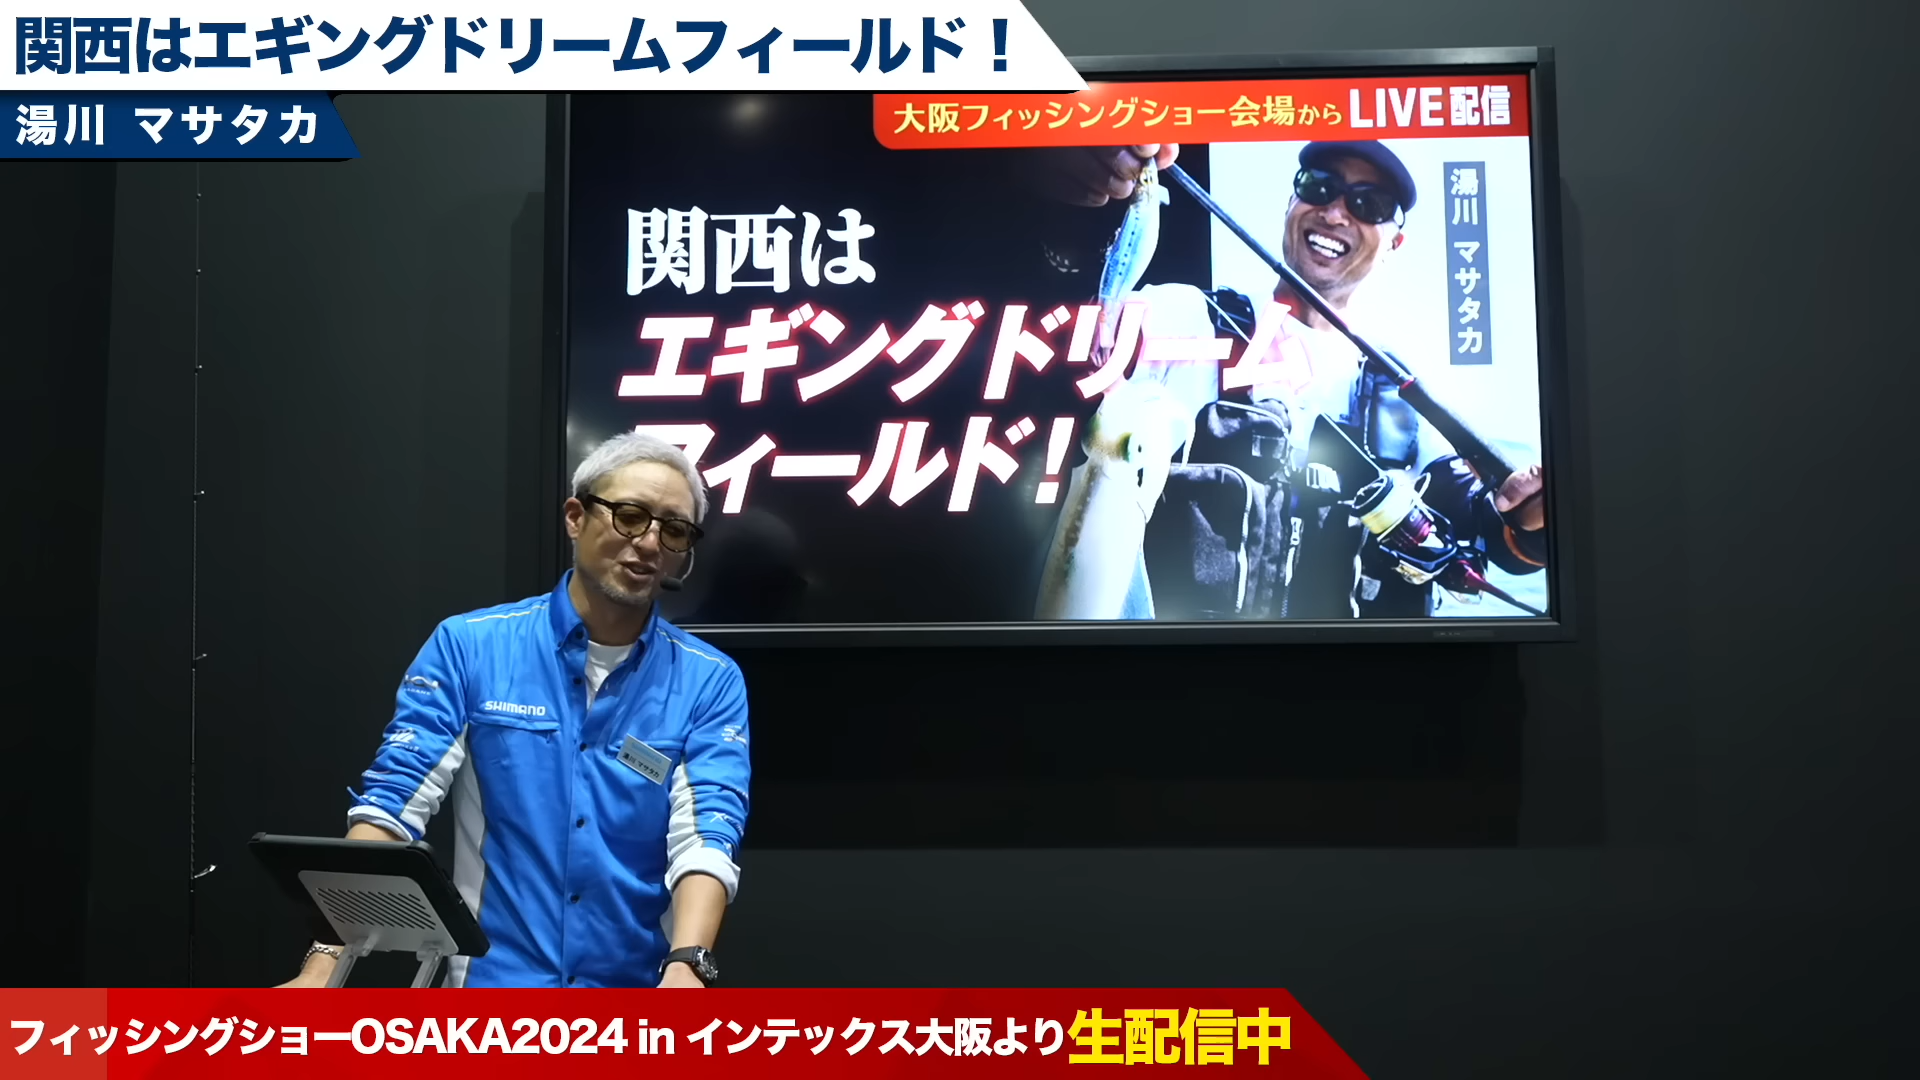 関西はエギングドリームフィールド！
湯川 マサタカ
大阪フィッシングショー会場からLIVE配信
湯川 マサタカ
関西は
エギングドリーム
フィールド！
SHIMANO
湯川 マサタカ
フィッシングショーOSAKA2024 in インテックス大阪より生配信中